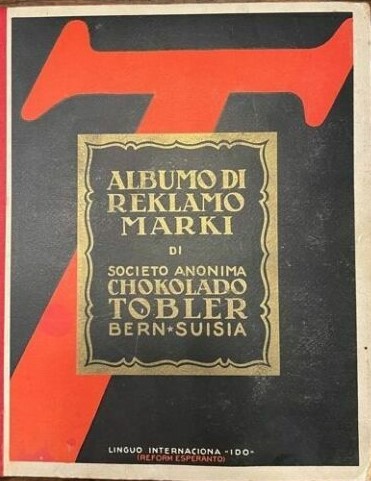 ALBUMO DI
REKLAMO
MARKI
DI
SOCIETO ANONIMA
CHOKOLADO
TOBLER
BERN ★ SUISIA
LINGUO INTERNACIONA "IDO"
(REFORM ESPERANTO)